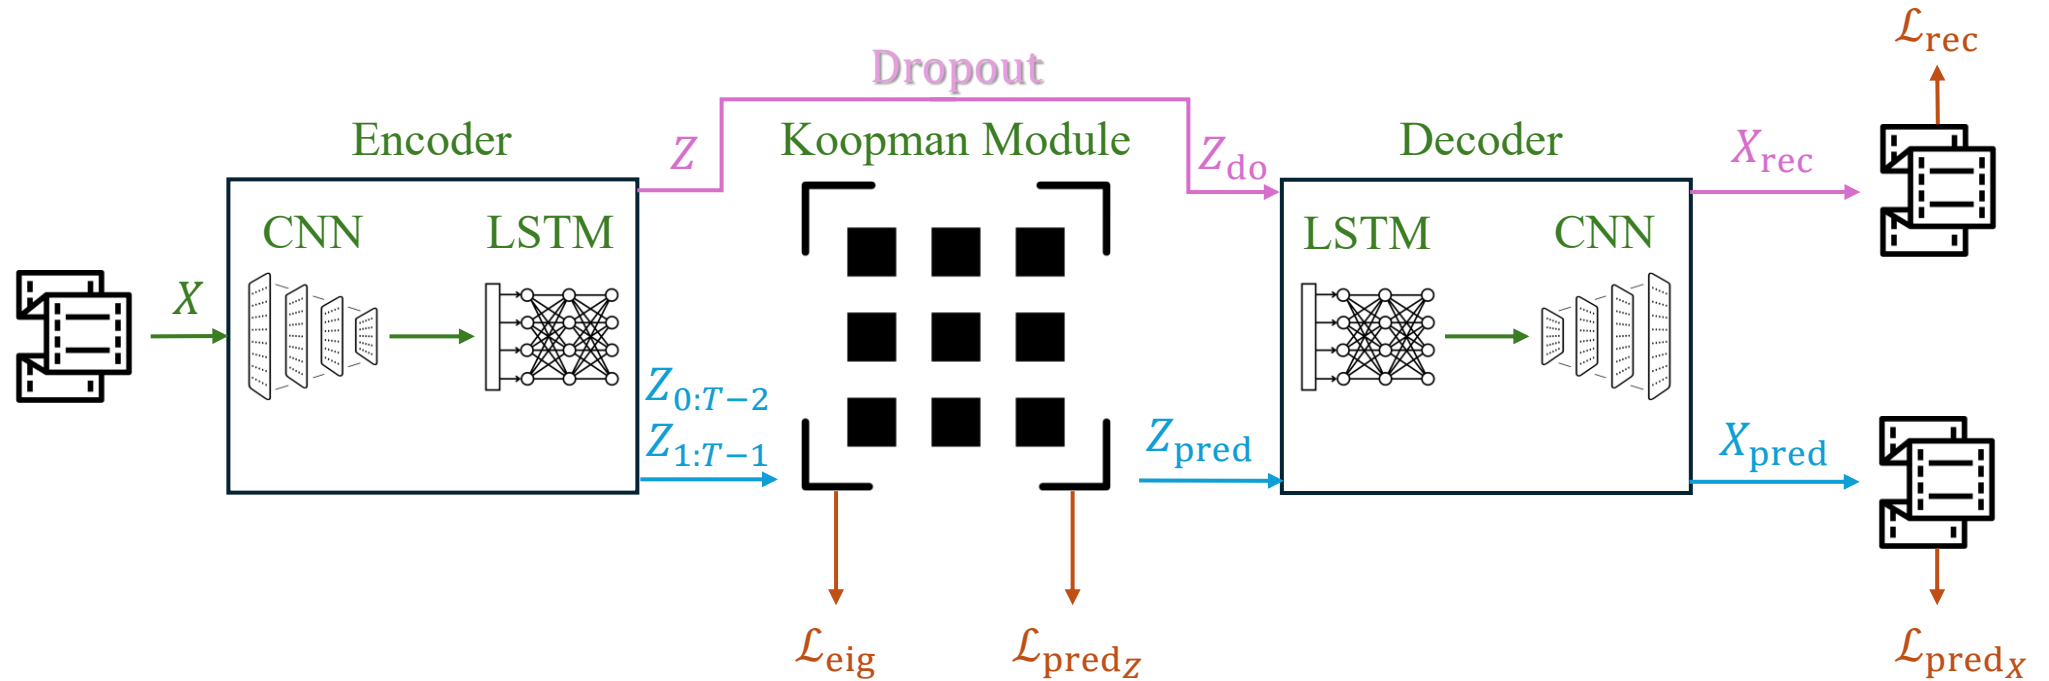 ℒrec
Dropout
Encoder
Z
Koopman Module
Zdo
Decoder
Xrec
CNN
LSTM
LSTM
CNN
X
Z0:T−2
Z1:T−1
Zpred
Xpred
ℒeig
ℒpredZ
ℒpredX